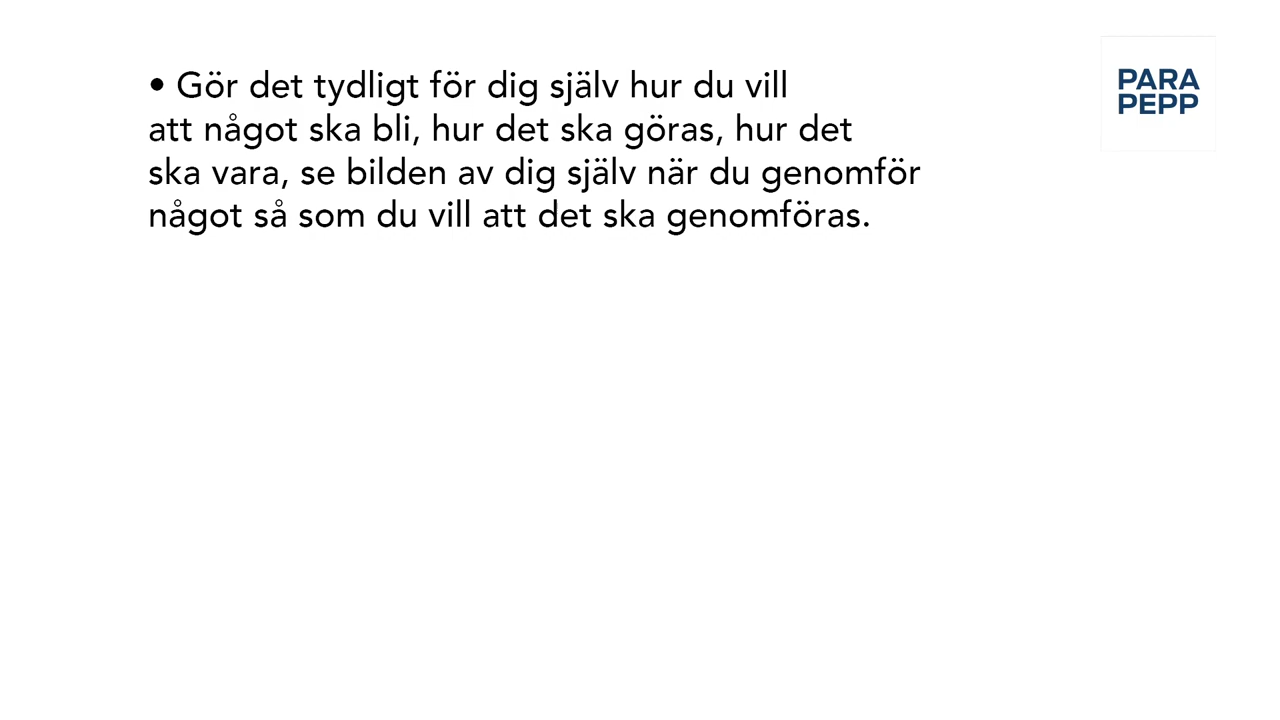 • Gör det tydligt för dig själv hur du vill
att något ska bli, hur det ska göras, hur det
ska vara, se bilden av dig själv när du genomför
något så som du vill att det ska genomföras.
PARA
PEPP